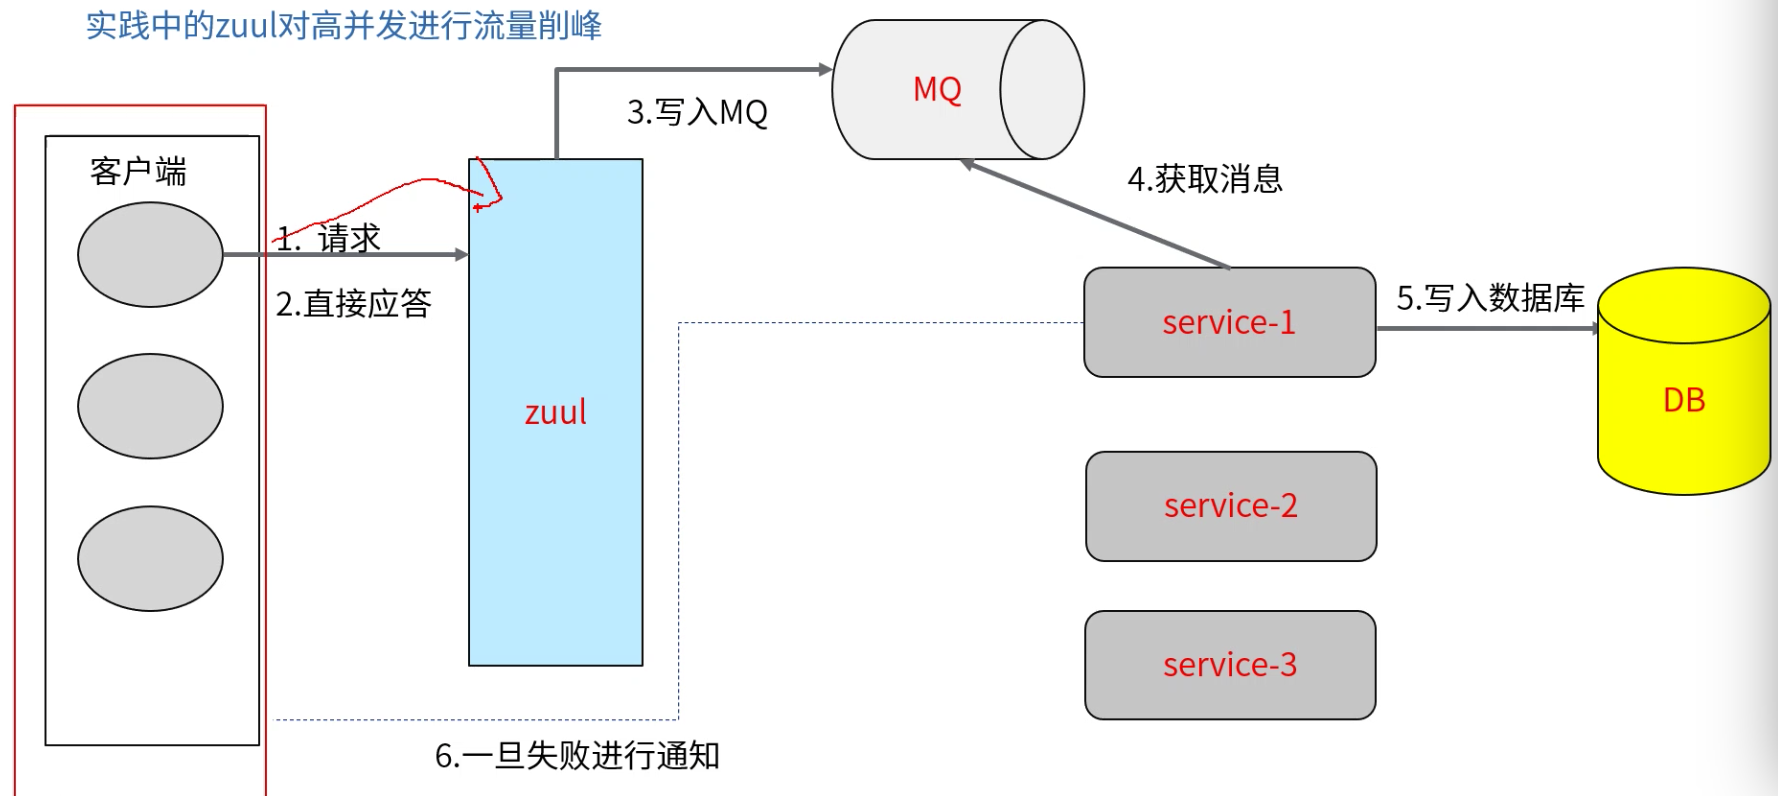 实践中的zuul对高并发进行流量削峰
MQ
3.写入MQ
客户端
4.获取消息
1. 请求
2.直接应答
service-1
5.写入数据库
zuul
DB
service-2
service-3
6.一旦失败进行通知